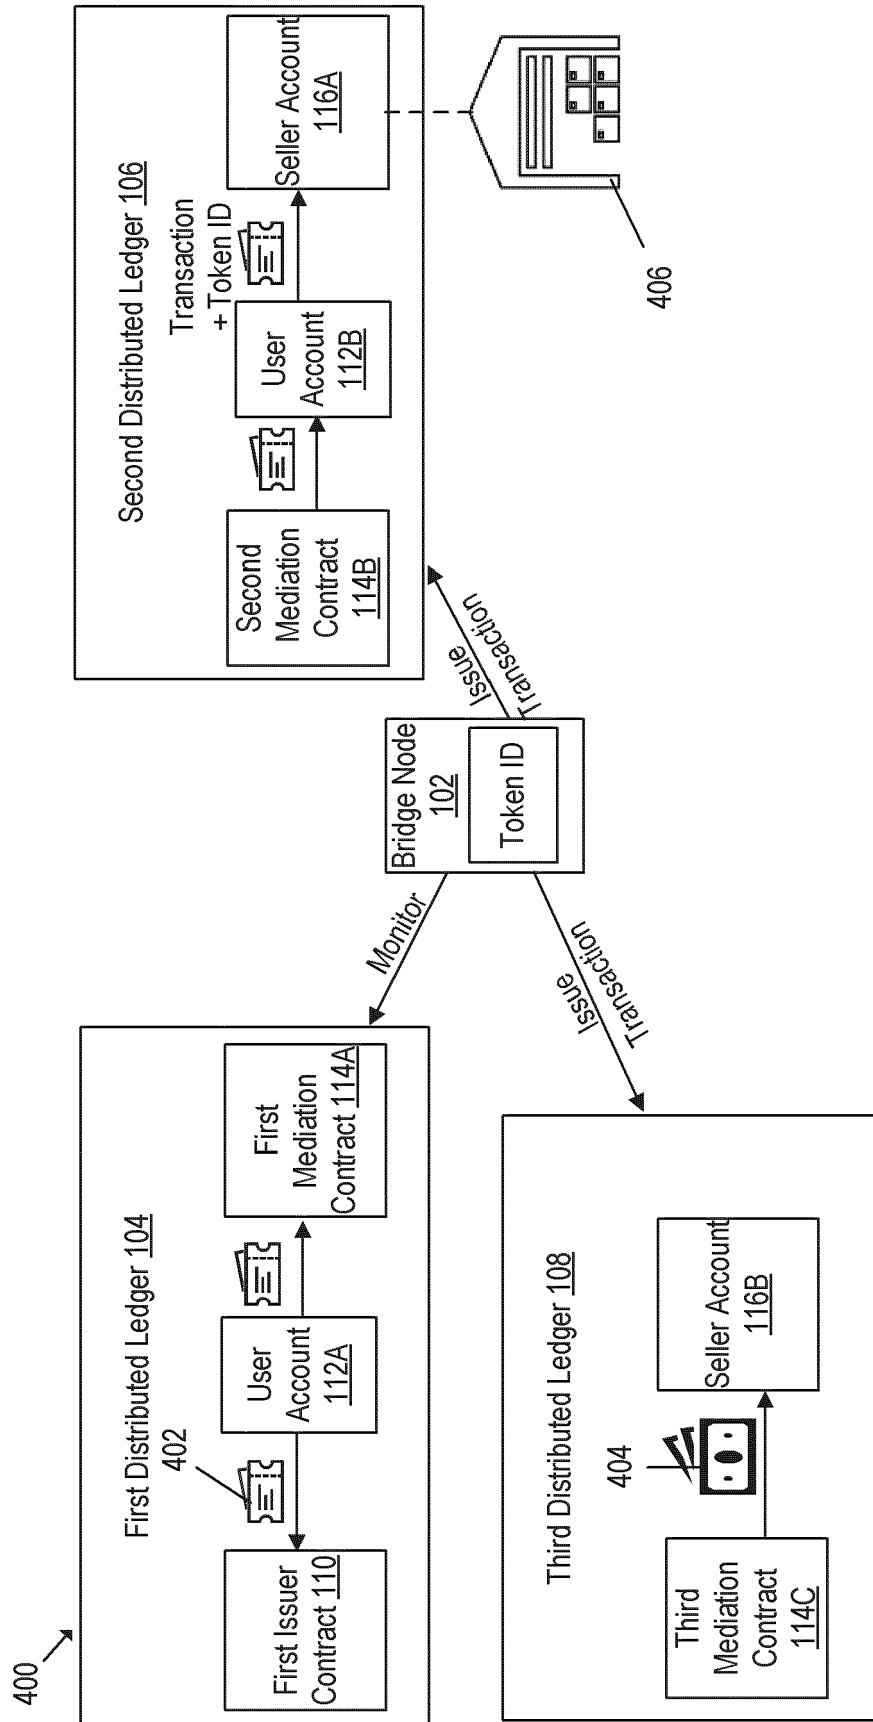 400
First Distributed Ledger 104
402
First Issuer
Contract 110
User
Account
112A
First
Mediation
Contract 114A
Monitor
Bridge Node
102
Token ID
Issue
Transaction
Second Distributed Ledger 106
Second
Mediation
Contract
114B
User
Account
112B
Transaction
+ Token ID
Seller Account
116A
406
Issue
Transaction
Third Distributed Ledger 108
404
Third
Mediation
Contract
114C
Seller Account
116B